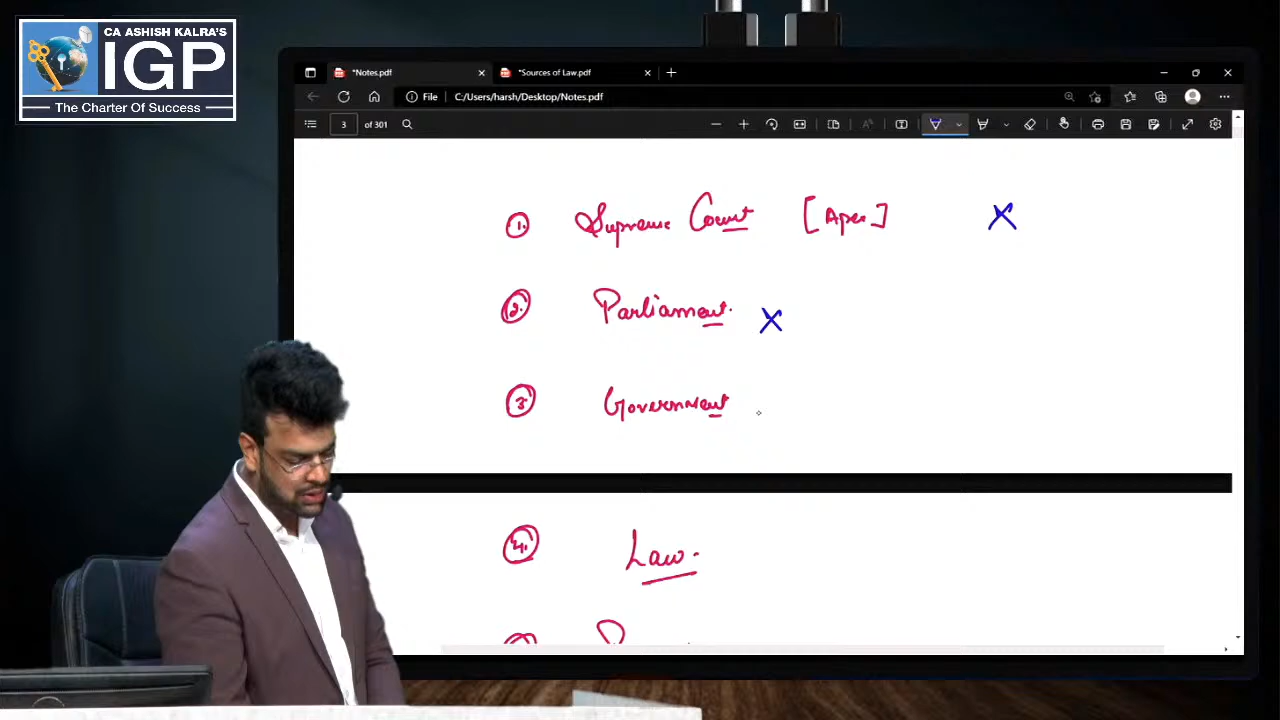 CA ASHISH KALRA'S
IGP
The Charter Of Success
*Notes.pdf
*Sources of Law.pdf
File C:/Users/harsh/Desktop/Notes.pdf
3 of 301
1. Supreme Court [Apex] X
2. Parliament. X
3. Government
4. Law.